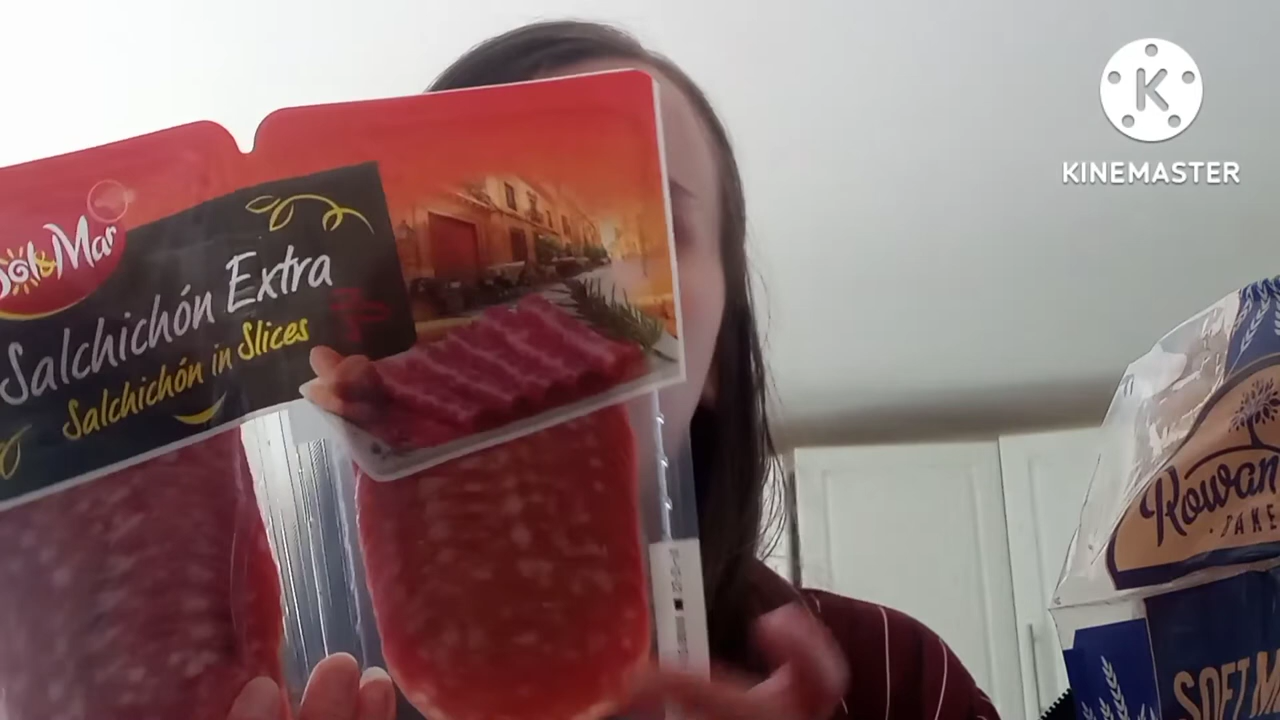 Sol&Mar
Salchichón Extra
Salchichón in Slices
KINEMASTER
Rowan
SOFT